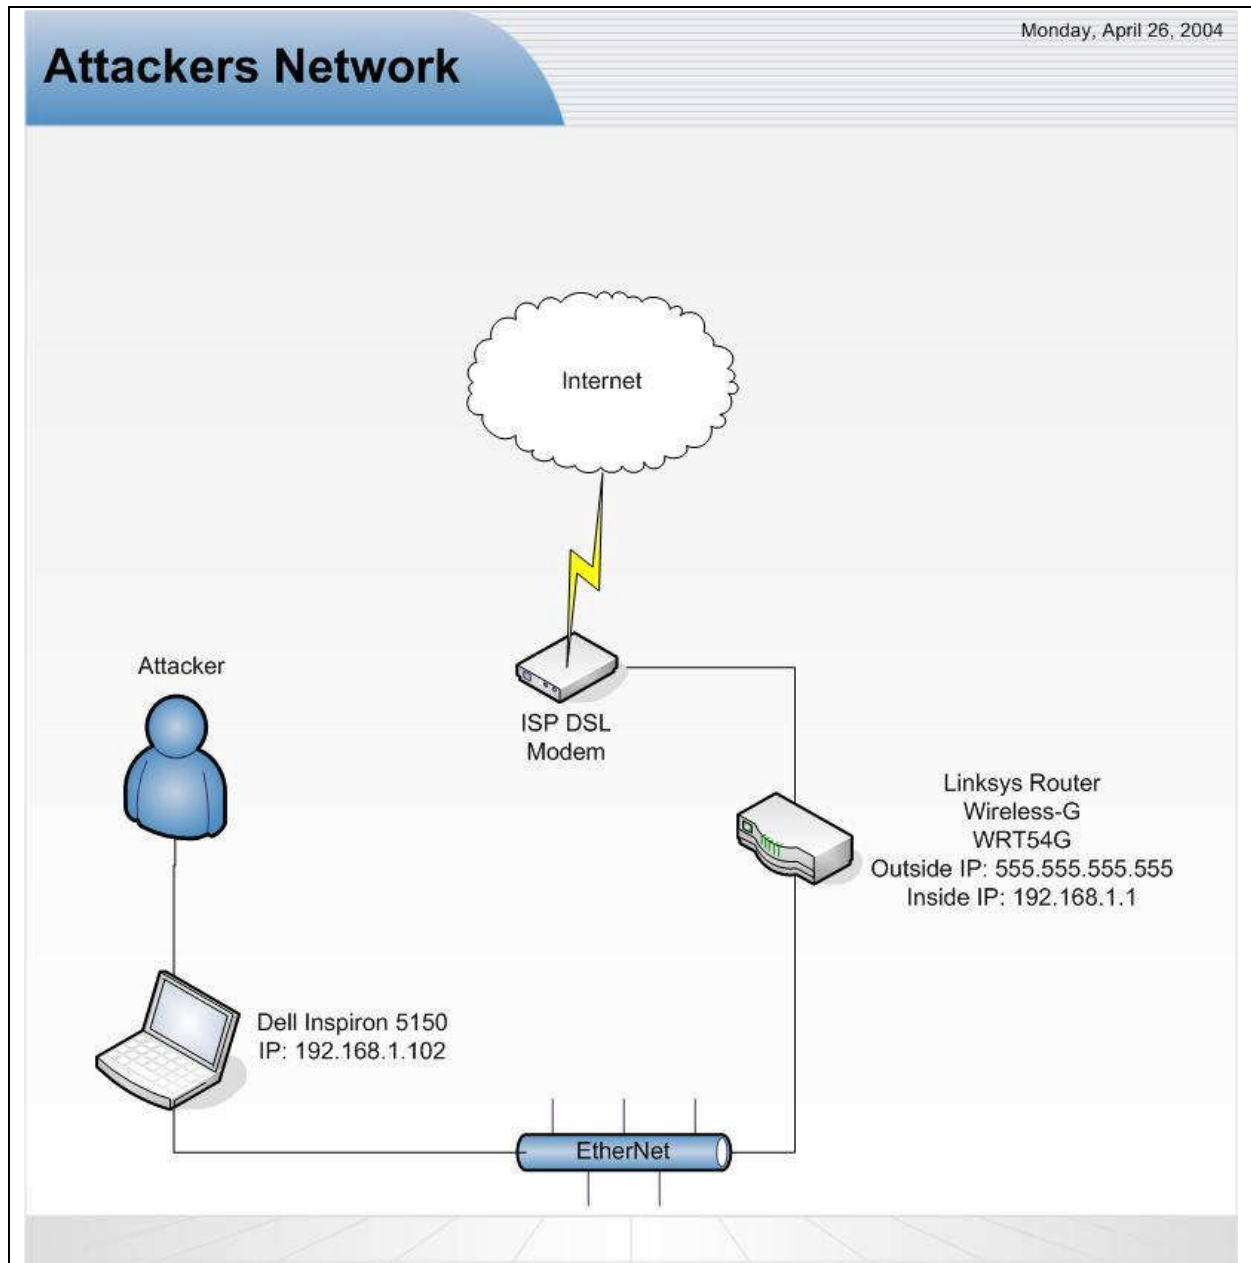 Monday, April 26, 2004
Attackers Network
Internet
Attacker
ISP DSL
Modem
Linksys Router
Wireless-G
WRT54G
Outside IP: 555.555.555.555
Inside IP: 192.168.1.1
Dell Inspiron 5150
IP: 192.168.1.102
EtherNet